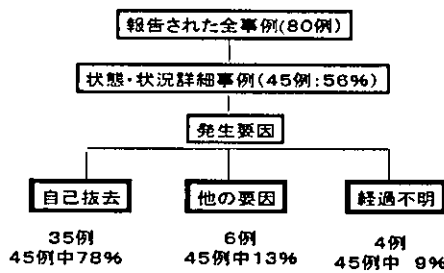 報告された全事例(80例)
状態・状況詳細事例(45例:56%)
発生要因
自己抜去 他の要因 経過不明
35例 6例 4例
45例中78% 45例中13% 45例中 9%